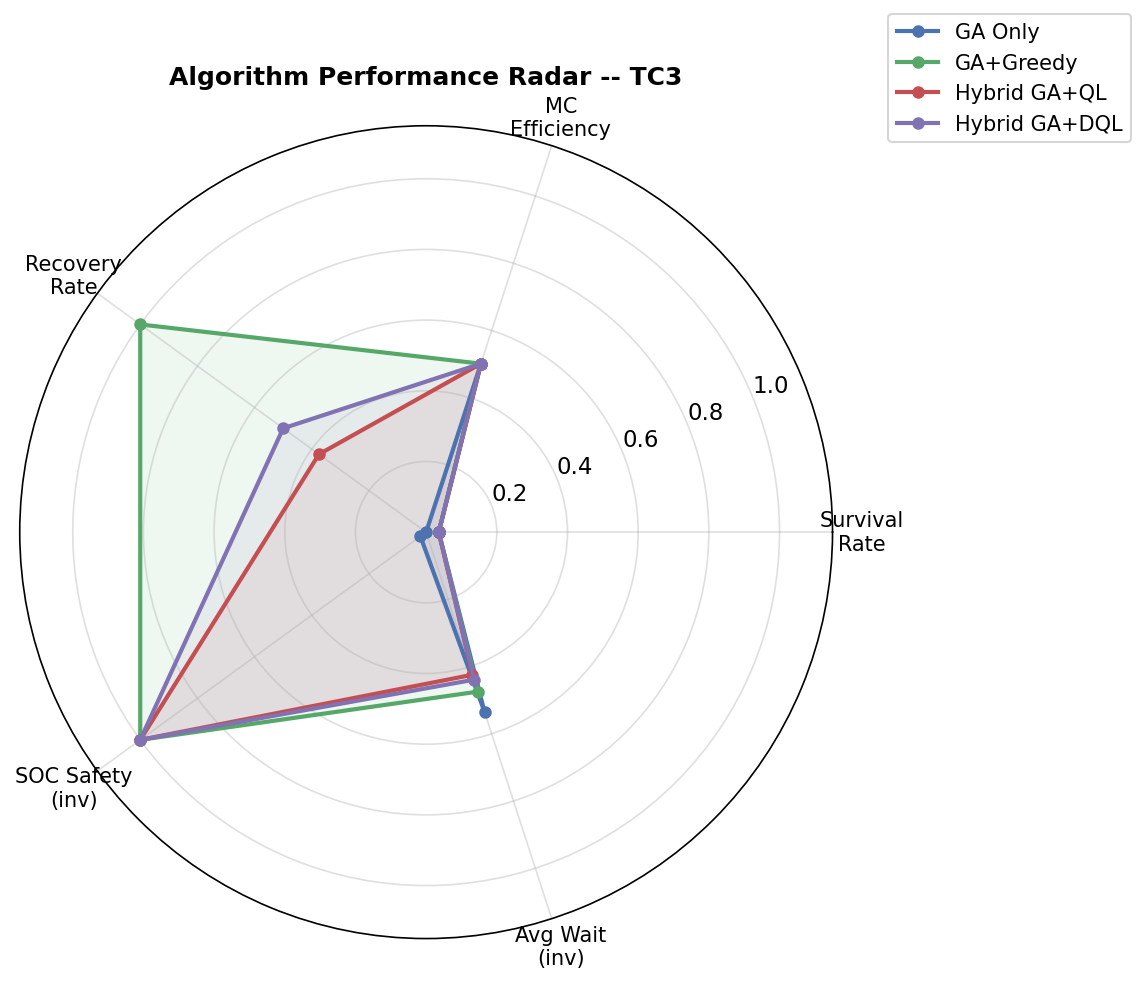 GA Only
GA+Greedy
Hybrid GA+QL
Hybrid GA+DQL
Algorithm Performance Radar -- TC3
MC
Efficiency
Recovery
Rate
1.0
0.8
0.6
0.4
0.2
Survival
Rate
SOC Safety
(inv)
Avg Wait
(inv)